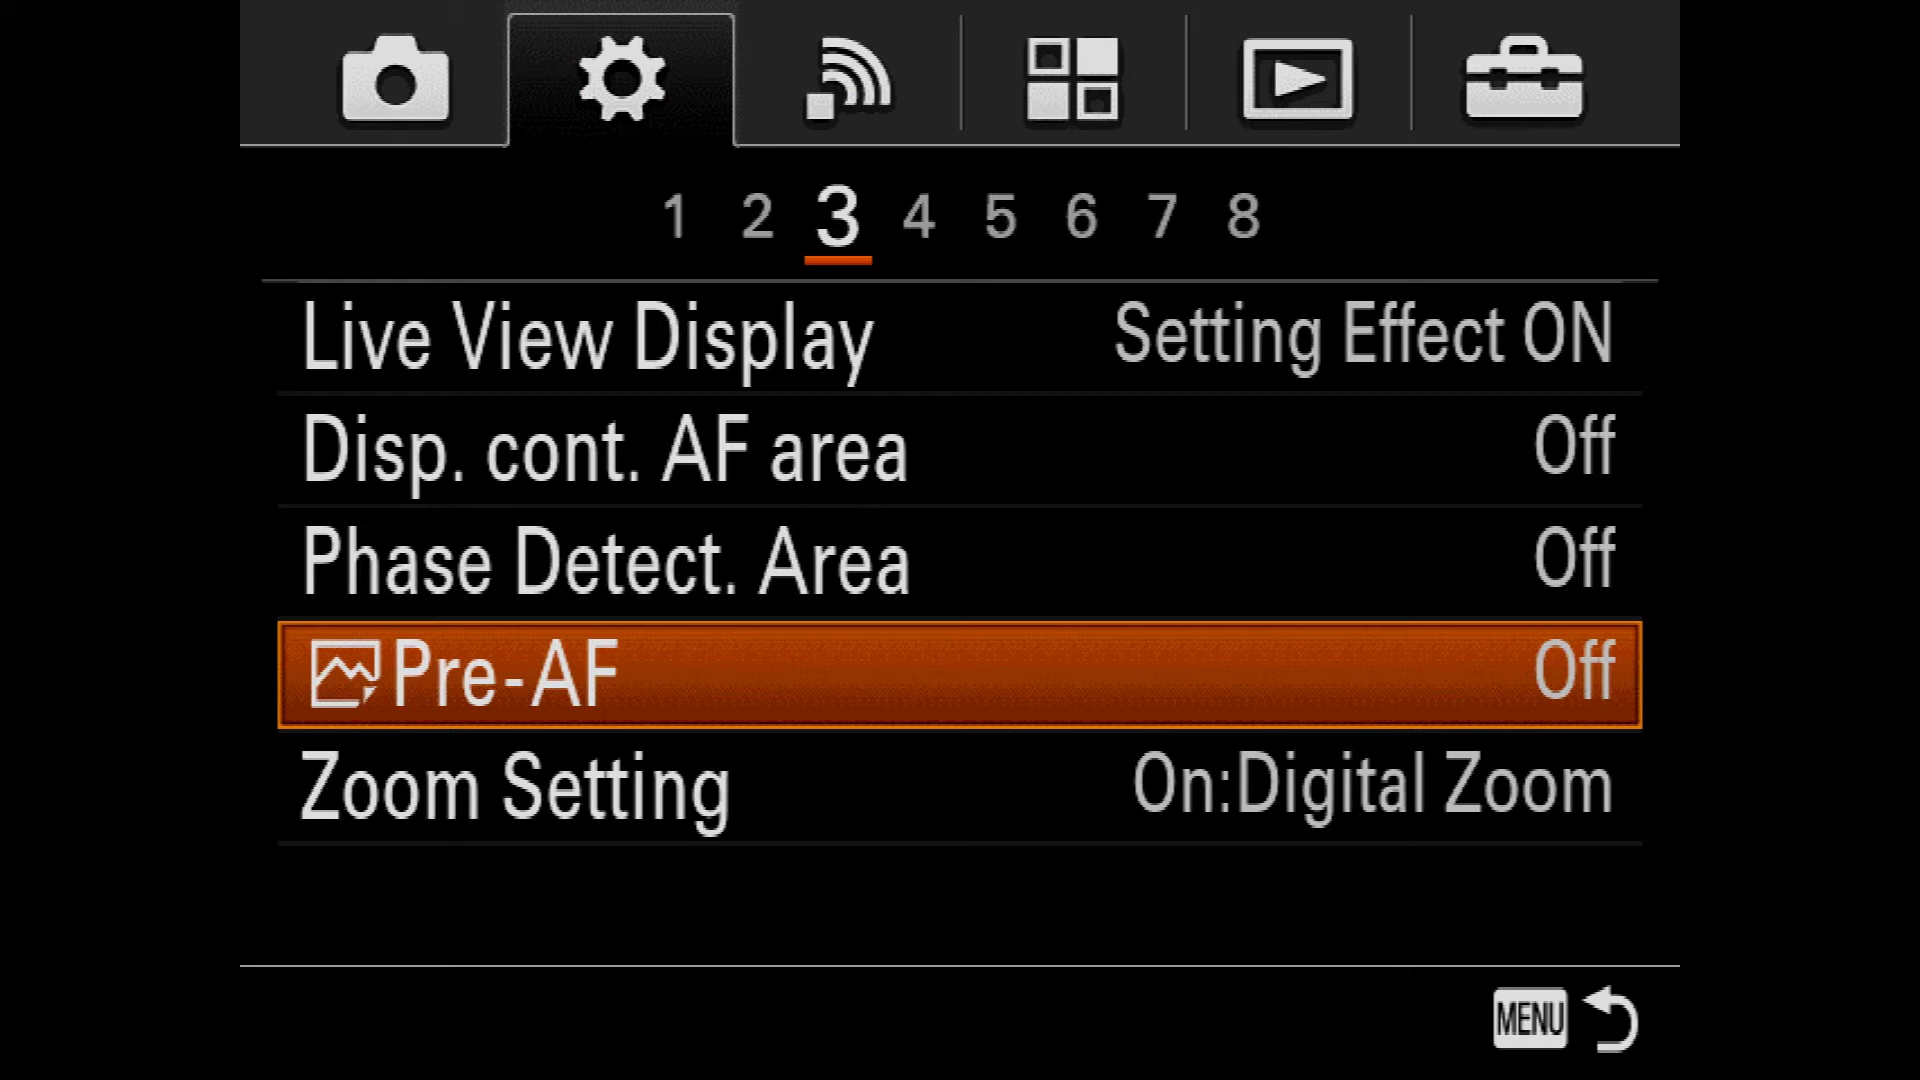 1 2 3 4 5 6 7 8
Live View Display Setting Effect ON
Disp. cont. AF area Off
Phase Detect. Area Off
Pre-AF Off
Zoom Setting On:Digital Zoom
MENU